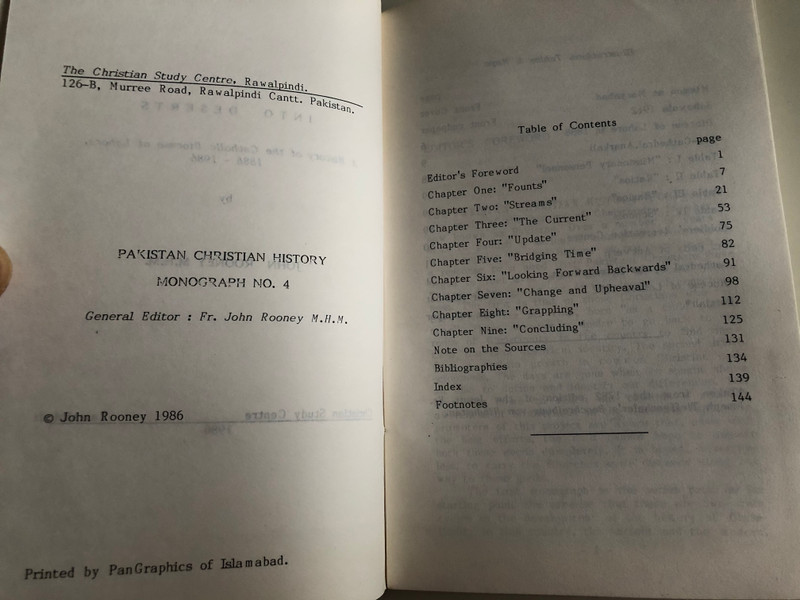 The Christian Study Centre, Rawalpindi.
126-B, Murree Road, Rawalpindi Cantt. Pakistan.
PAKISTAN CHRISTIAN HISTORY
MONOGRAPH NO. 4
General Editor : Fr. John Rooney M.H.M.
© John Rooney 1986
Printed by PanGraphics of Islamabad.
Table of Contents
page
Editor's Foreword 1
Chapter One: "Founts" 7
Chapter Two: "Streams" 21
Chapter Three: "The Current" 53
Chapter Four: "Update" 75
Chapter Five: "Bridging Time" 82
Chapter Six: "Looking Forward Backwards" 91
Chapter Seven: "Change and Upheaval" 98
Chapter Eight: "Grappling" 112
Chapter Nine: "Concluding" 125
Note on the Sources 131
Bibliographies 134
Index 139
Footnotes 144